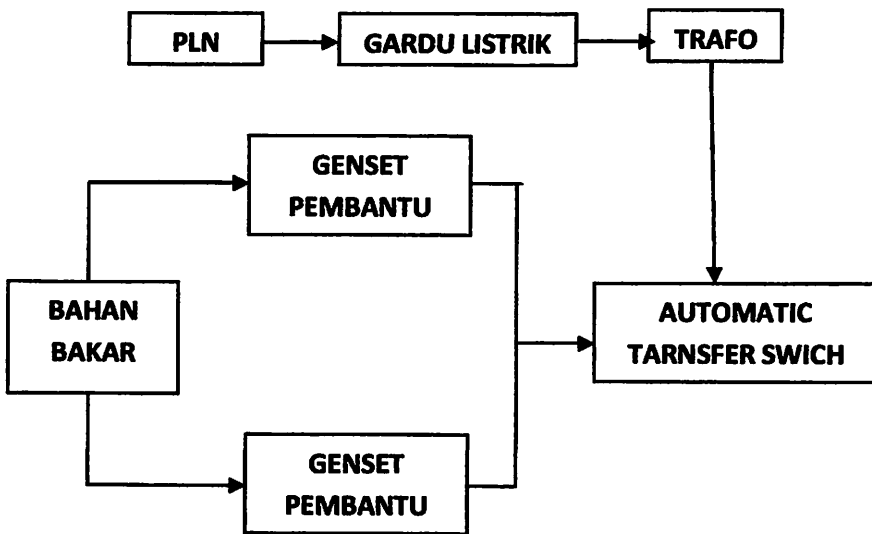 PLN
GARDU LISTRIK
TRAFO
GENSET
PEMBANTU
BAHAN
BAKAR
AUTOMATIC
TARNSFER SWICH
GENSET
PEMBANTU